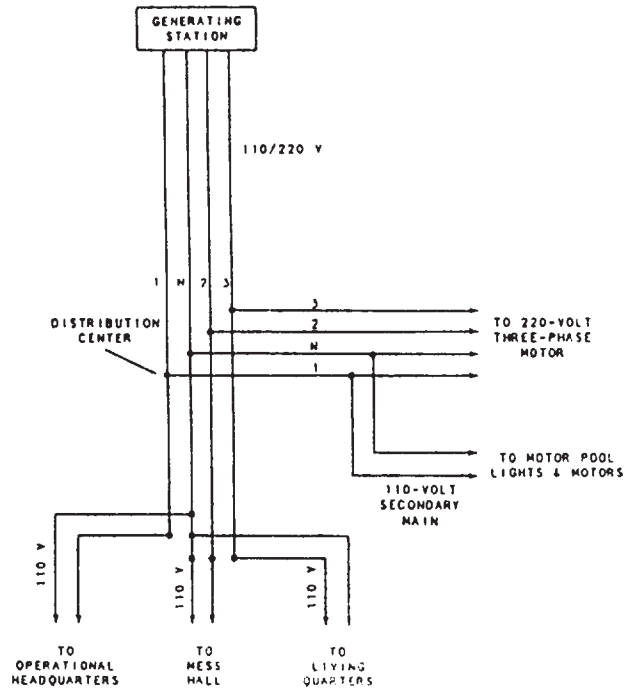 GENERATING
STATION
110/220 V
1 N 2 3
3
2
N
1
TO 220-VOLT
THREE-PHASE
MOTOR
DISTRIBUTION
CENTER
TO MOTOR POOL
LIGHTS & MOTORS
110-VOLT
SECONDARY
MAIN
110 V
110 V
110 V
TO
OPERATIONAL
HEADQUARTERS
TO
MESS
HALL
TO
LIVING
QUARTERS